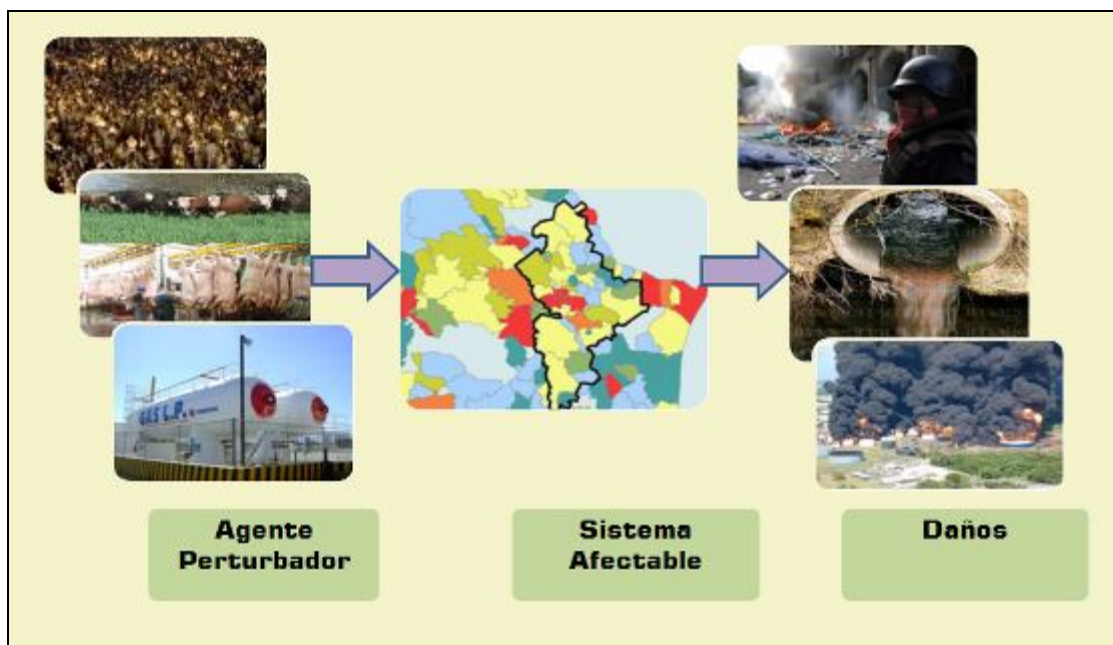 GAS L.P.
Agente
Perturbador
Sistema
Afectable
Daños